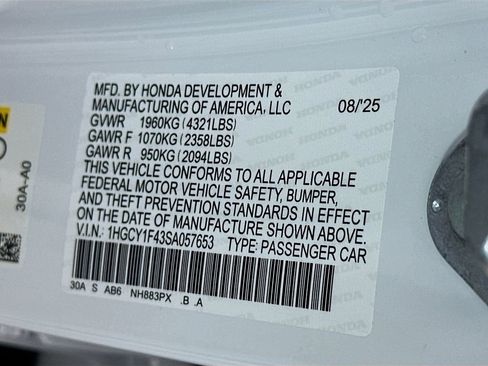 MFD. BY HONDA DEVELOPMENT &
MANUFACTURING OF AMERICA, LLC 08/'25
GVWR 1960KG (4321LBS)
GAWR F 1070KG (2358LBS)
GAWR R 950KG (2094LBS)
THIS VEHICLE CONFORMS TO ALL APPLICABLE
FEDERAL MOTOR VEHICLE SAFETY, BUMPER,
AND THEFT PREVENTION STANDARDS IN EFFECT
ON THE DATE OF MANUFACTURE SHOWN ABOVE.
V.I.N.: 1HGCY1F43SA057653 TYPE: PASSENGER CAR
30A S AB6 NH883PX .B .A
30A-A0
HONDA